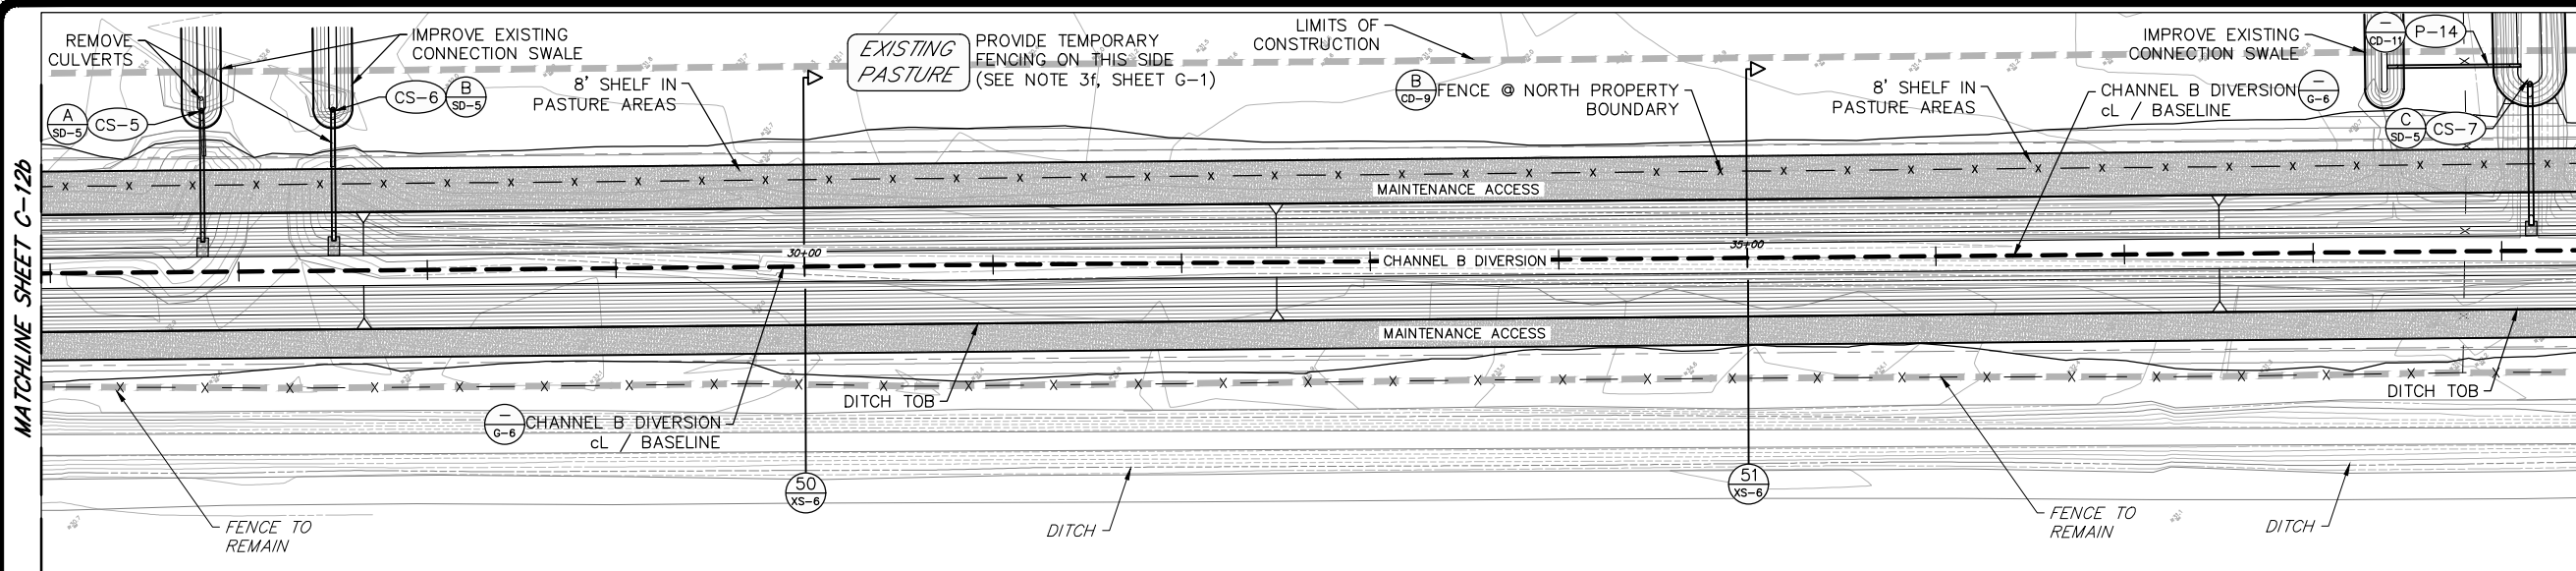 REMOVE
CULVERTS
IMPROVE EXISTING
CONNECTION SWALE
8' SHELF IN
PASTURE AREAS
EXISTING
PASTURE
PROVIDE TEMPORARY
FENCING ON THIS SIDE
(SEE NOTE 3f, SHEET G-1)
LIMITS OF
CONSTRUCTION
B
CD-9
FENCE @ NORTH PROPERTY
BOUNDARY
8' SHELF IN
PASTURE AREAS
CHANNEL B DIVERSION
cL / BASELINE
–
G-6
IMPROVE EXISTING
CONNECTION SWALE
–
CD-11
P-14
A
SD-5
CS-5
CS-6
B
SD-5
C
SD-5
CS-7
MATCHLINE SHEET C-12b
MAINTENANCE ACCESS
30+00
35+00
CHANNEL B DIVERSION
MAINTENANCE ACCESS
–
G-6
CHANNEL B DIVERSION
cL / BASELINE
DITCH TOB
DITCH TOB
50
XS-6
51
XS-6
FENCE TO
REMAIN
DITCH
FENCE TO
REMAIN
DITCH